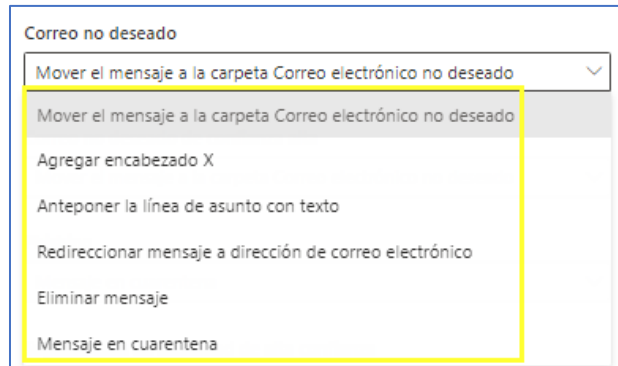 Correo no deseado
Mover el mensaje a la carpeta Correo electrónico no deseado
Mover el mensaje a la carpeta Correo electrónico no deseado
Agregar encabezado X
Anteponer la línea de asunto con texto
Redireccionar mensaje a dirección de correo electrónico
Eliminar mensaje
Mensaje en cuarentena